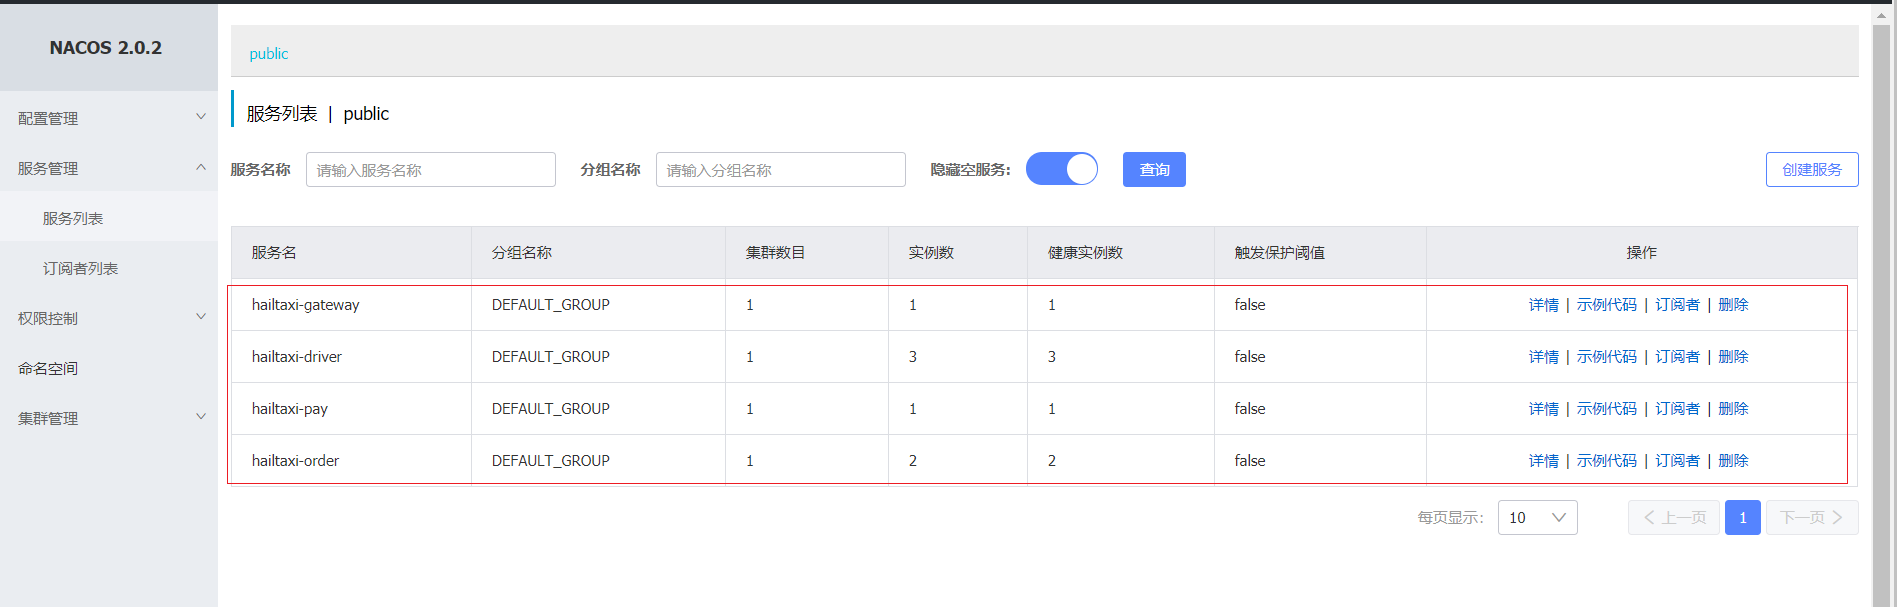 NACOS 2.0.2
配置管理
服务管理
服务列表
订阅者列表
权限控制
命名空间
集群管理
public
服务列表 | public
服务名称 请输入服务名称 分组名称 请输入分组名称 隐藏空服务: 查询 创建服务
服务名 分组名称 集群数目 实例数 健康实例数 触发保护阈值 操作
hailtaxi-gateway DEFAULT_GROUP 1 1 1 false 详情 | 示例代码 | 订阅者 | 删除
hailtaxi-driver DEFAULT_GROUP 1 3 3 false 详情 | 示例代码 | 订阅者 | 删除
hailtaxi-pay DEFAULT_GROUP 1 1 1 false 详情 | 示例代码 | 订阅者 | 删除
hailtaxi-order DEFAULT_GROUP 1 2 2 false 详情 | 示例代码 | 订阅者 | 删除
每页显示: 10 上一页 1 下一页